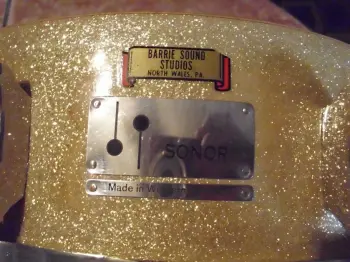 BARRIE SOUND
STUDIOS
NORTH WALES, PA.
SONOR
Made in